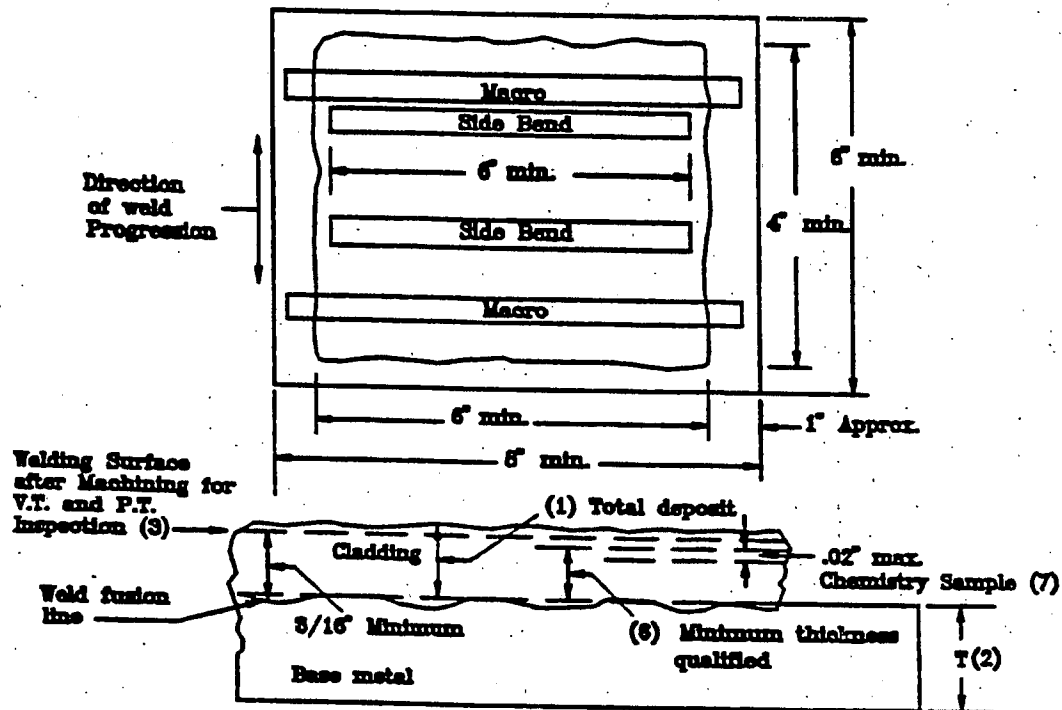 Macro
Side Bend
6" min.
Side Bend
Macro
Direction
of weld
Progression
6" min.
4" min.
6" min.
1" Approx.
8" min.
Welding Surface
after Machining for
V.T. and P.T.
Inspection (3)
(1) Total deposit
Cladding
.02" max.
Chemistry Sample (7)
Weld fusion
line
3/16" Minimum
(6) Minimum thickness
qualified
T(2)
Base metal